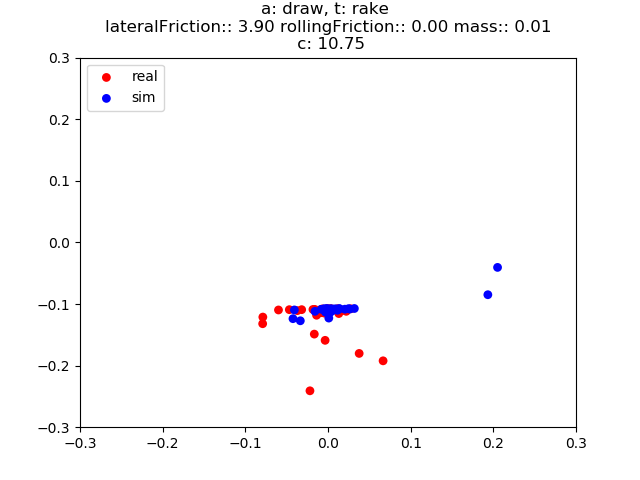 a: draw, t: rake
lateralFriction:: 3.90 rollingFriction:: 0.00 mass:: 0.01
c: 10.75
real
sim
0.3
0.2
0.1
0.0
−0.1
−0.2
−0.3
−0.3
−0.2
−0.1
0.0
0.1
0.2
0.3